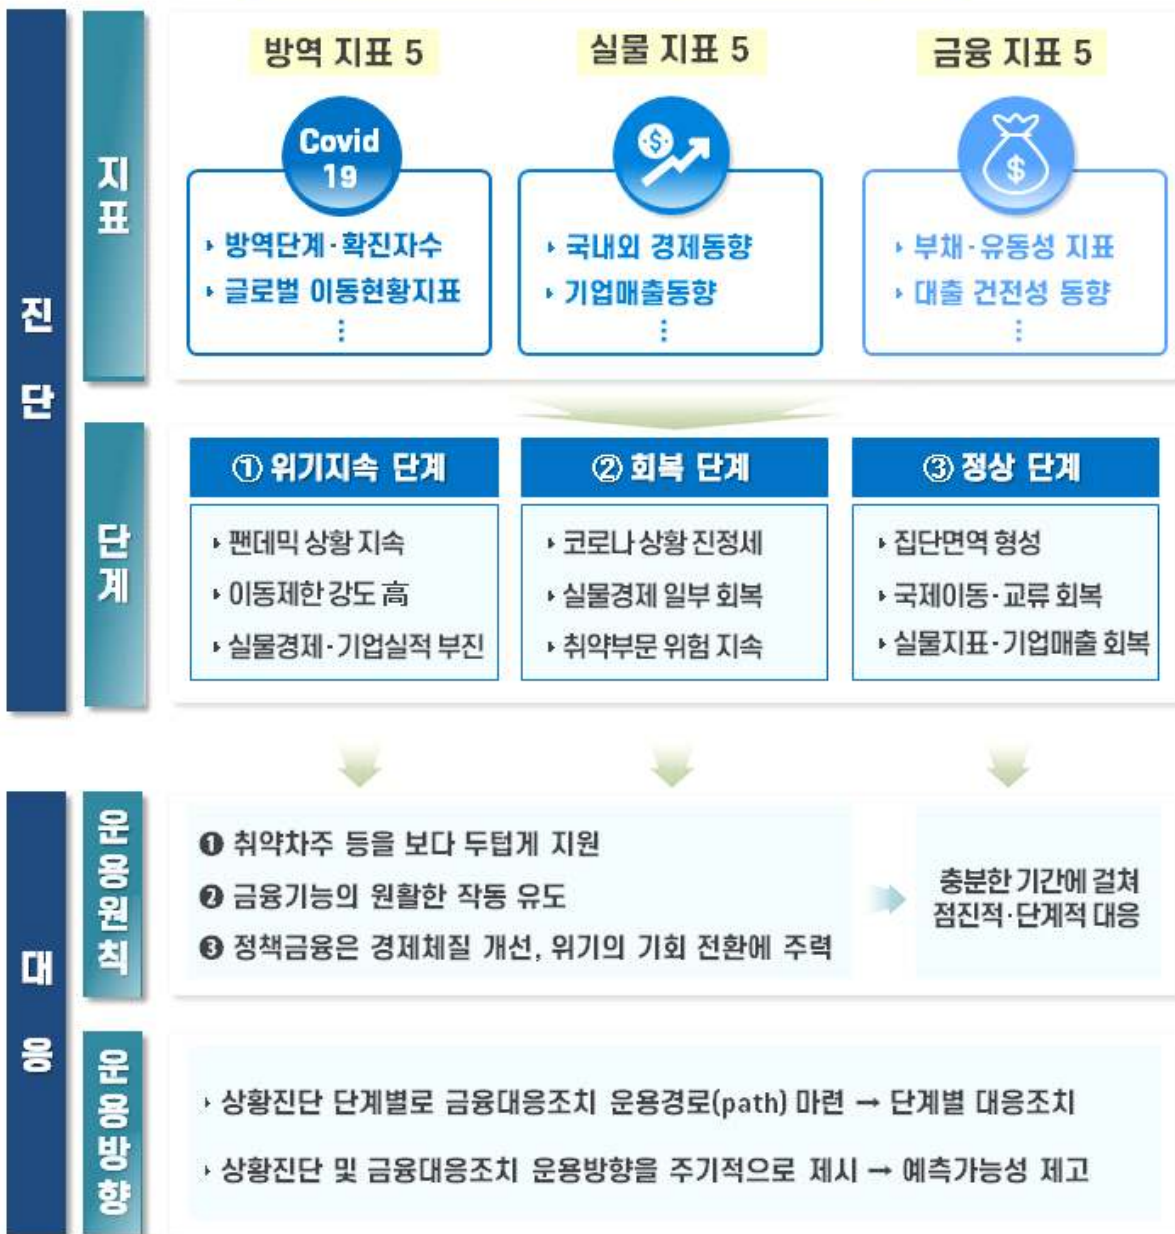 진단
지표
방역 지표 5
실물 지표 5
금융 지표 5
Covid
19
▸ 방역단계·확진자수
▸ 글로벌 이동현황지표
⋮
▸ 국내외 경제동향
▸ 기업매출동향
⋮
▸ 부채·유동성 지표
▸ 대출 건전성 동향
⋮
단계
① 위기지속 단계
▸ 팬데믹 상황 지속
▸ 이동제한 강도 高
▸ 실물경제·기업실적 부진
② 회복 단계
▸ 코로나 상황 진정세
▸ 실물경제 일부 회복
▸ 취약부문 위험 지속
③ 정상 단계
▸ 집단면역 형성
▸ 국제이동·교류 회복
▸ 실물지표·기업매출 회복
대응
운용원칙
❶ 취약차주 등을 보다 두텁게 지원
❷ 금융기능의 원활한 작동 유도
❸ 정책금융은 경제체질 개선, 위기의 기회 전환에 주력
충분한 기간에 걸쳐
점진적·단계적 대응
운용방향
▸ 상황진단 단계별로 금융대응조치 운용경로(path) 마련 → 단계별 대응조치
▸ 상황진단 및 금융대응조치 운용방향을 주기적으로 제시 → 예측가능성 제고